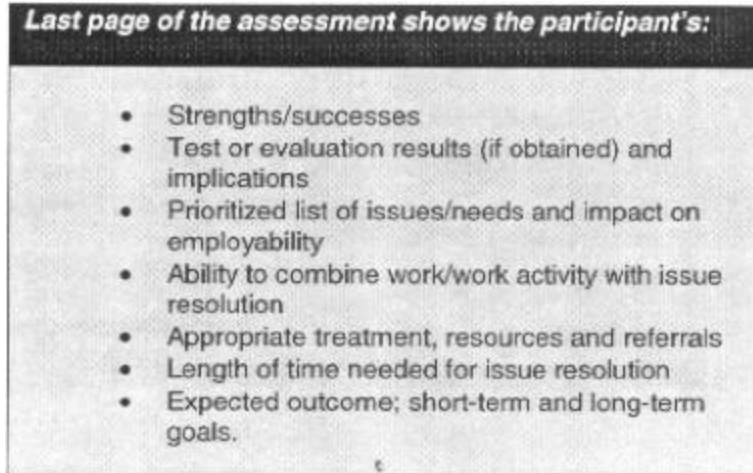 Last page of the assessment shows the participant's:
• Strengths/successes
• Test or evaluation results (if obtained) and
implications
• Prioritized list of issues/needs and impact on
employability
• Ability to combine work/work activity with issue
resolution
• Appropriate treatment, resources and referrals
• Length of time needed for issue resolution
• Expected outcome; short-term and long-term
goals.